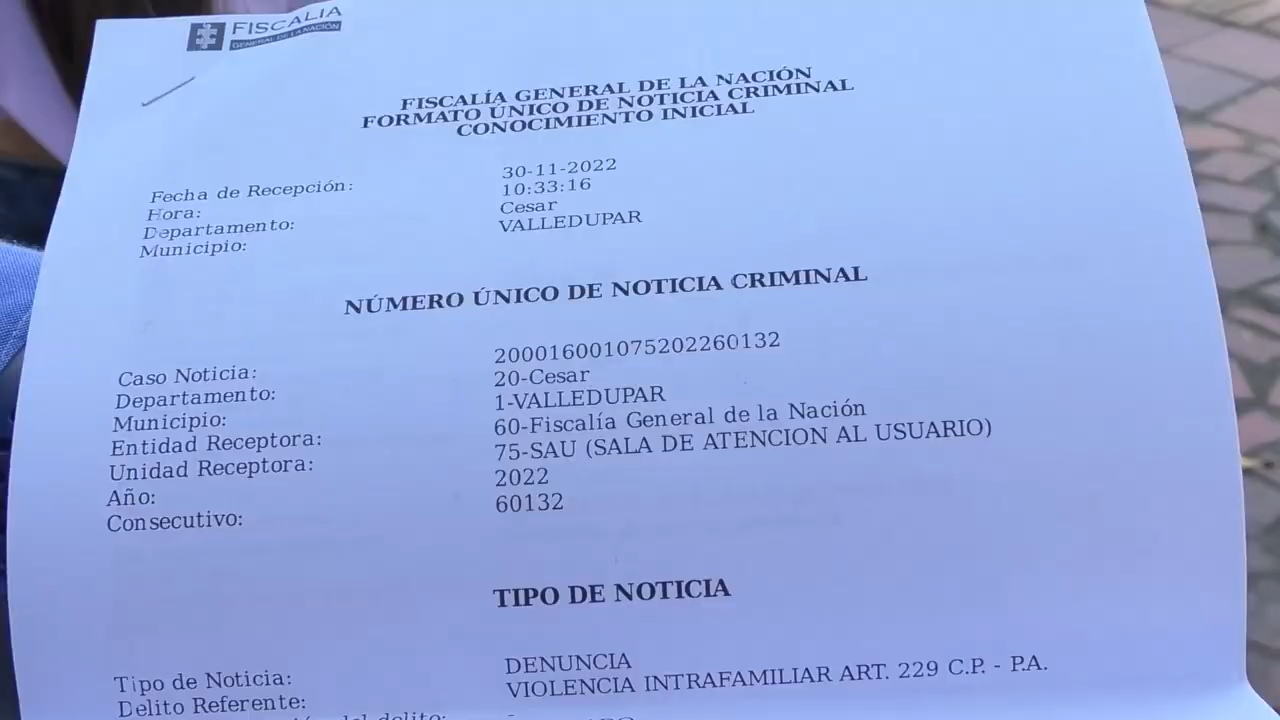 FISCALÍA
GENERAL DE LA NACIÓN
FISCALÍA GENERAL DE LA NACIÓN
FORMATO ÚNICO DE NOTICIA CRIMINAL
CONOCIMIENTO INICIAL
Fecha de Recepción: 30-11-2022
Hora: 10:33:16
Departamento: Cesar
Municipio: VALLEDUPAR
NÚMERO ÚNICO DE NOTICIA CRIMINAL
Caso Noticia: 200016001075202260132
Departamento: 20-Cesar
Municipio: 1-VALLEDUPAR
Entidad Receptora: 60-Fiscalía General de la Nación
Unidad Receptora: 75-SAU (SALA DE ATENCION AL USUARIO)
Año: 2022
Consecutivo: 60132
TIPO DE NOTICIA
Tipo de Noticia: DENUNCIA
Delito Referente: VIOLENCIA INTRAFAMILIAR ART. 229 C.P. - P.A.
del delito: